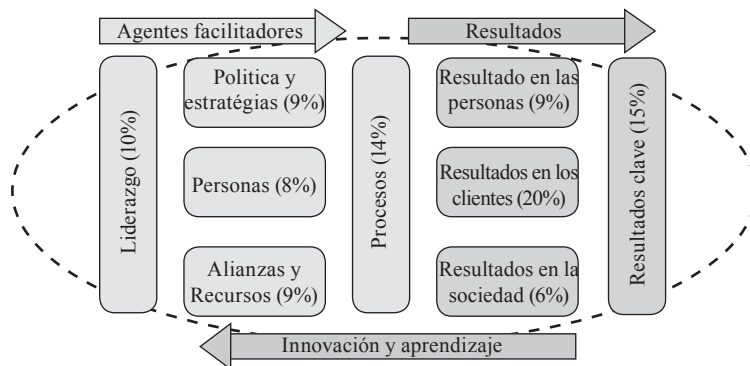 Agentes facilitadores
Resultados
Liderazgo (10%)
Politica y
estratégias (9%)
Personas (8%)
Alianzas y
Recursos (9%)
Procesos (14%)
Resultado en las
personas (9%)
Resultados en los
clientes (20%)
Resultados en la
sociedad (6%)
Resultados clave (15%)
Innovación y aprendizaje